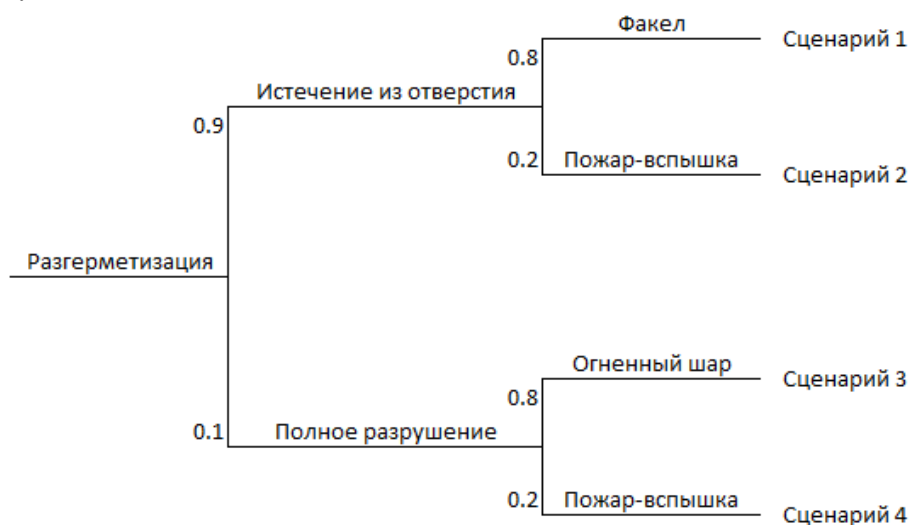 Факел
Сценарий 1
0.8
Истечение из отверстия
0.9
0.2
Пожар-вспышка
Сценарий 2
Разгерметизация
Огненный шар
Сценарий 3
0.8
0.1
Полное разрушение
0.2
Пожар-вспышка
Сценарий 4